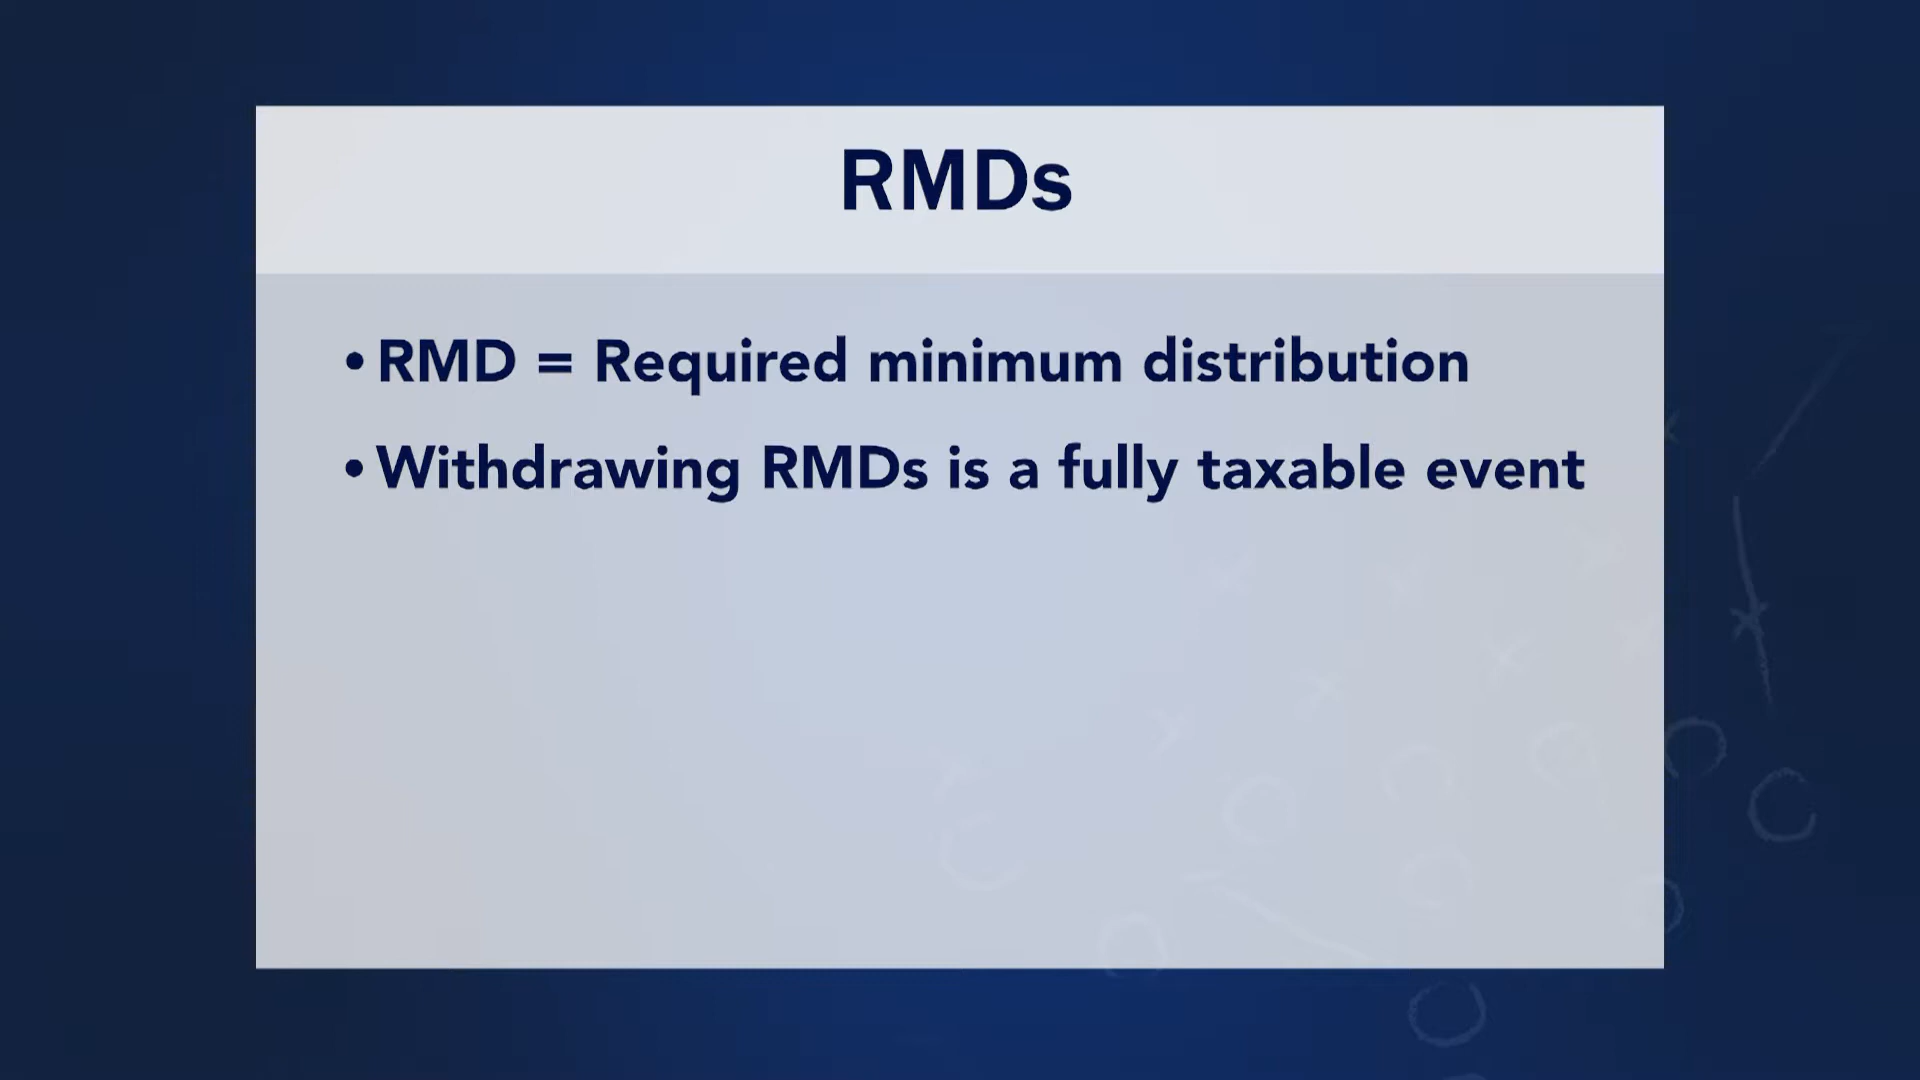 RMDs
• RMD = Required minimum distribution
• Withdrawing RMDs is a fully taxable event